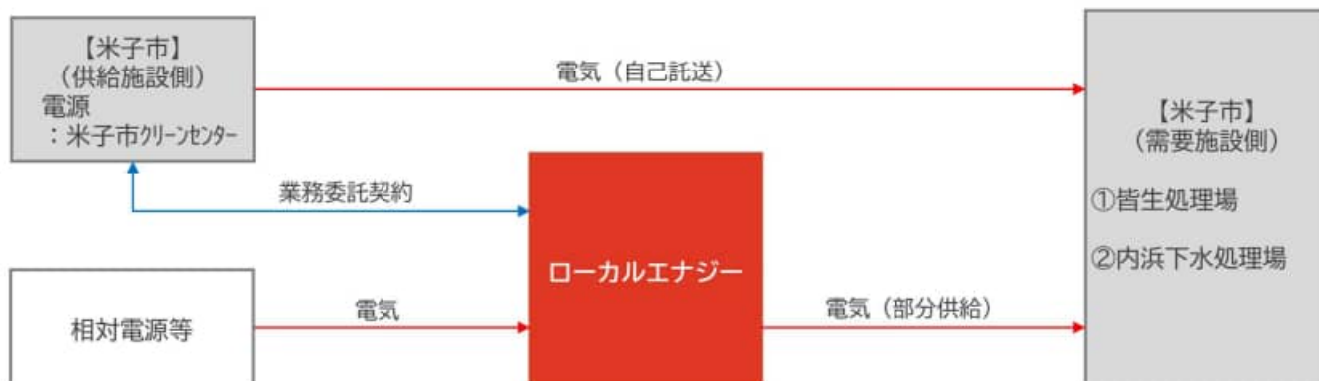 【米子市】
（供給施設側）
電源
：米子市ｸﾘｰﾝｾﾝﾀｰ
電気（自己託送）
【米子市】
（需要施設側）
①皆生処理場
②内浜下水処理場
業務委託契約
ローカルエナジー
相対電源等
電気
電気（部分供給）